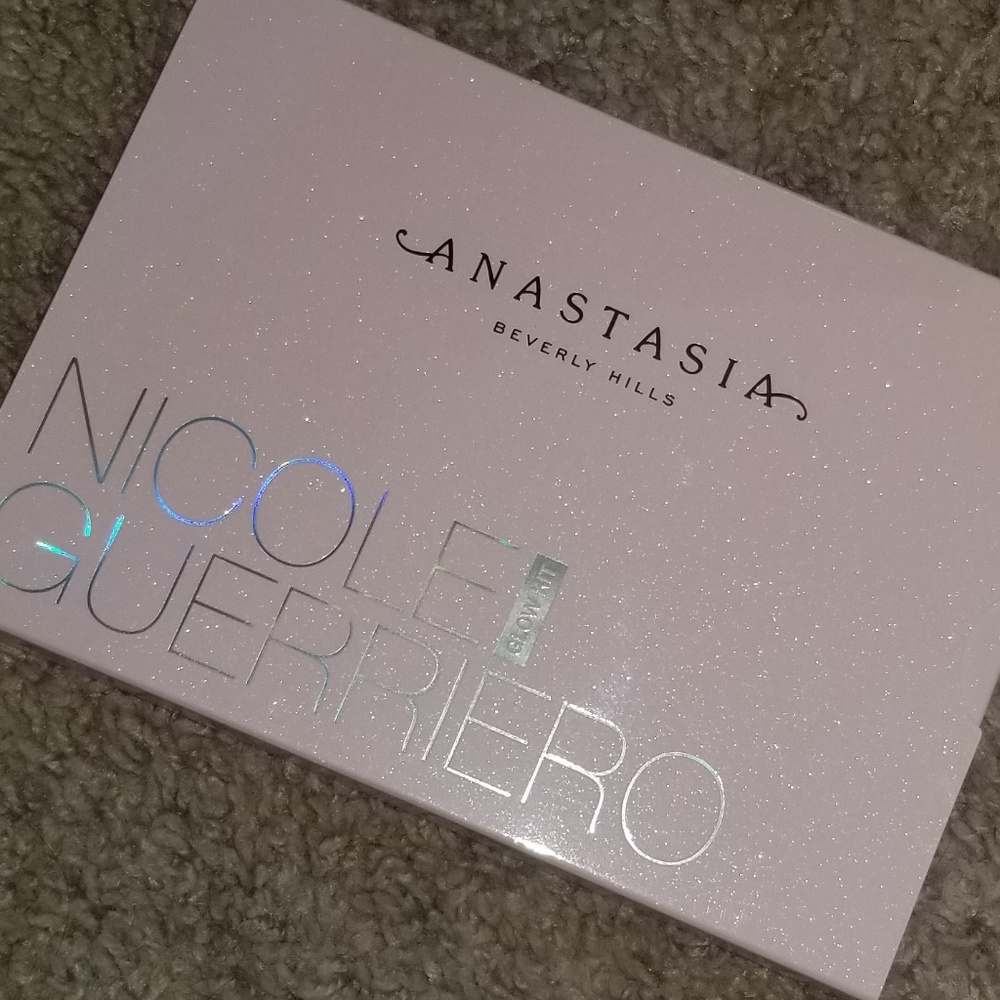 ANASTASIA
BEVERLY HILLS
NICOLE
GLOW KIT
GUERRIERO